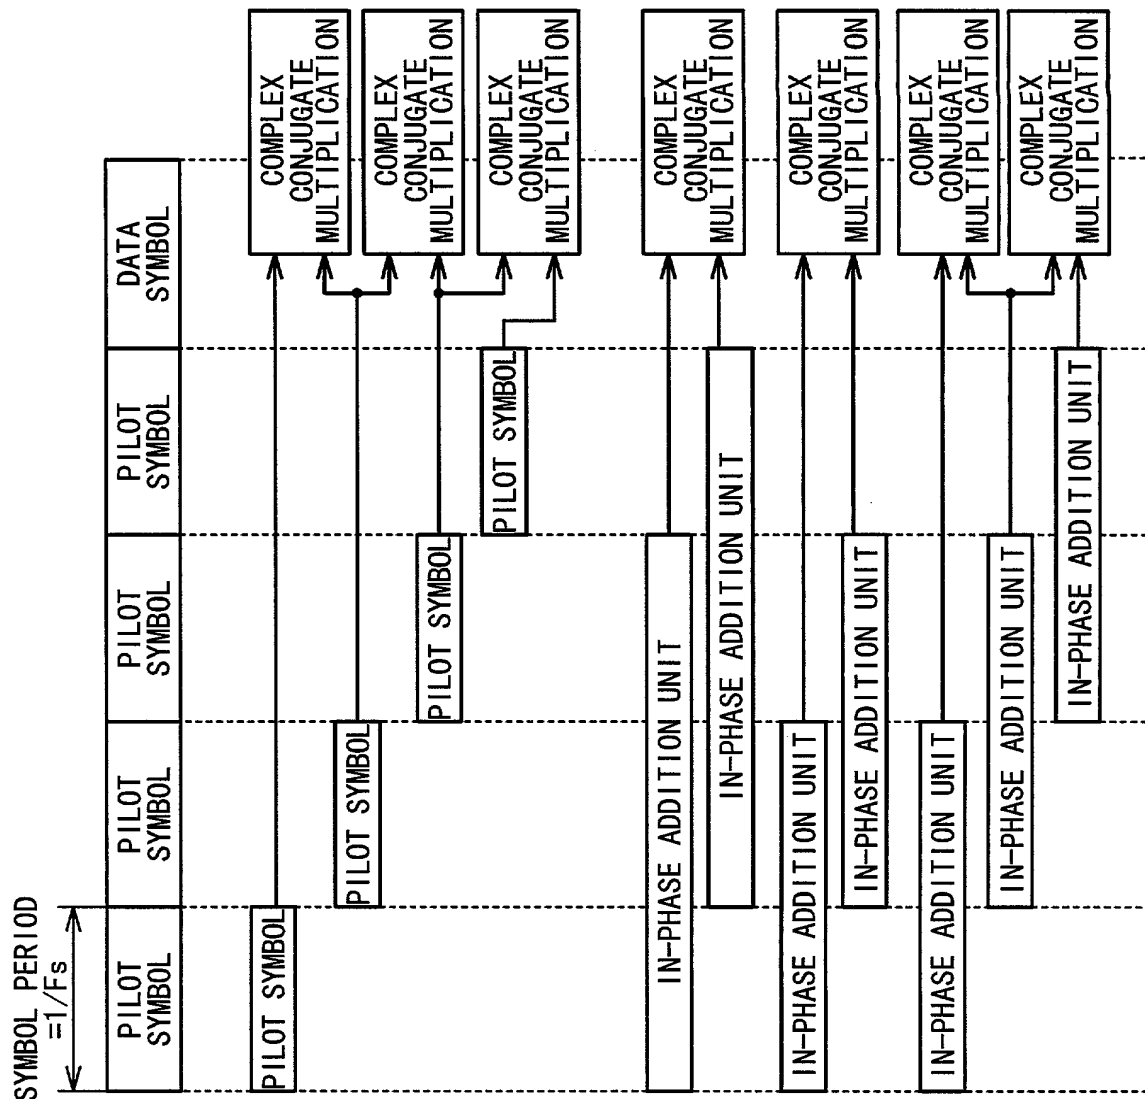 SYMBOL PERIOD
=1/Fs
PILOT
SYMBOL
PILOT
SYMBOL
PILOT
SYMBOL
PILOT
SYMBOL
DATA
SYMBOL
PILOT SYMBOL
COMPLEX
CONJUGATE
MULTIPLICATION
PILOT SYMBOL
COMPLEX
CONJUGATE
MULTIPLICATION
PILOT SYMBOL
PILOT SYMBOL
COMPLEX
CONJUGATE
MULTIPLICATION
IN-PHASE ADDITION UNIT
IN-PHASE ADDITION UNIT
COMPLEX
CONJUGATE
MULTIPLICATION
IN-PHASE ADDITION UNIT
IN-PHASE ADDITION UNIT
COMPLEX
CONJUGATE
MULTIPLICATION
IN-PHASE ADDITION UNIT
COMPLEX
CONJUGATE
MULTIPLICATION
IN-PHASE ADDITION UNIT
IN-PHASE ADDITION UNIT
COMPLEX
CONJUGATE
MULTIPLICATION